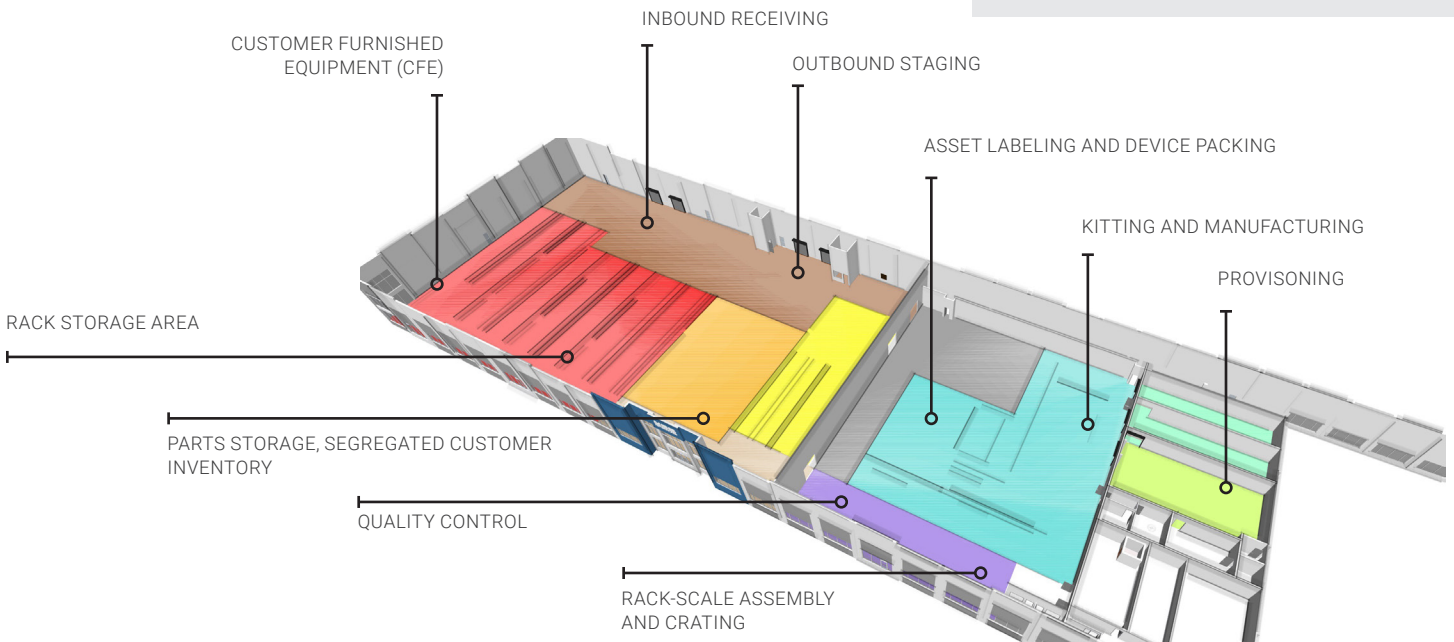 INBOUND RECEIVING
CUSTOMER FURNISHED
EQUIPMENT (CFE)
OUTBOUND STAGING
ASSET LABELING AND DEVICE PACKING
KITTING AND MANUFACTURING
PROVISONING
RACK STORAGE AREA
PARTS STORAGE, SEGREGATED CUSTOMER
INVENTORY
QUALITY CONTROL
RACK-SCALE ASSEMBLY
AND CRATING